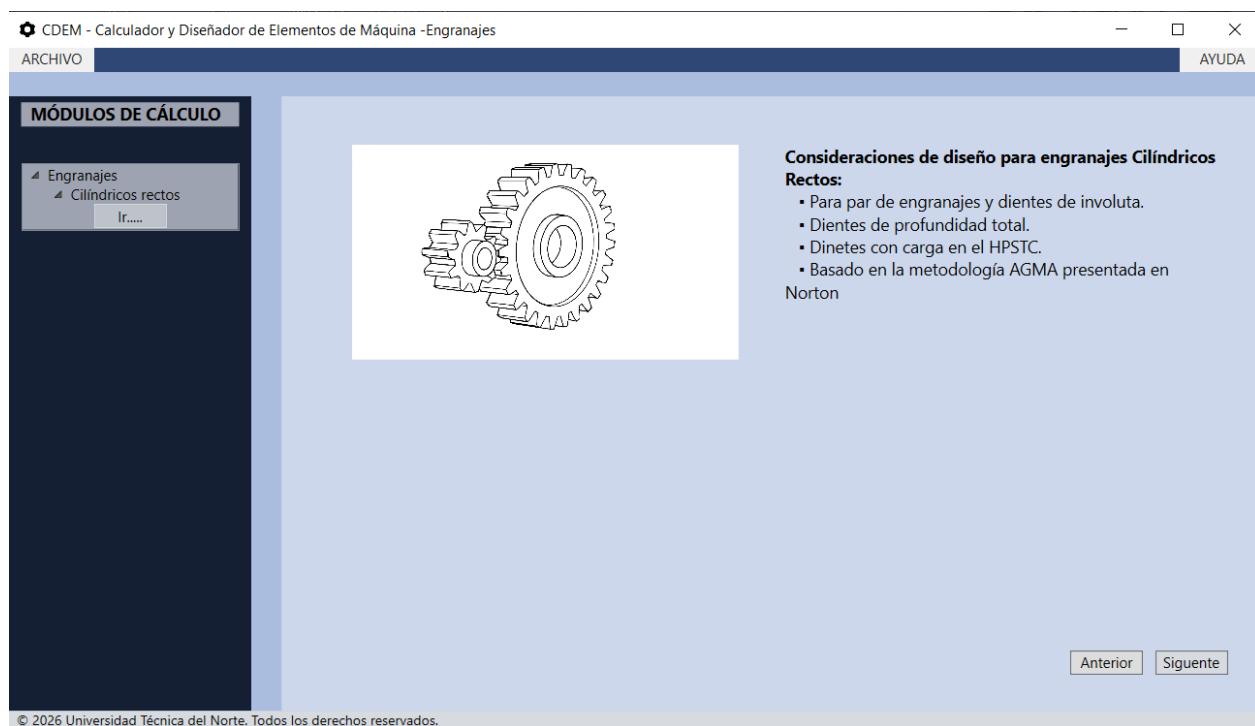 CDEM - Calculador y Diseñador de Elementos de Máquina -Engranajes
ARCHIVO
AYUDA
MÓDULOS DE CÁLCULO
Engranajes
Cilíndricos rectos
Ir.....
Consideraciones de diseño para engranajes Cilíndricos
Rectos:
▪ Para par de engranajes y dientes de involuta.
▪ Dientes de profundidad total.
▪ Dinetes con carga en el HPSTC.
▪ Basado en la metodología AGMA presentada en
Norton
Anterior
Siguente
© 2026 Universidad Técnica del Norte. Todos los derechos reservados.